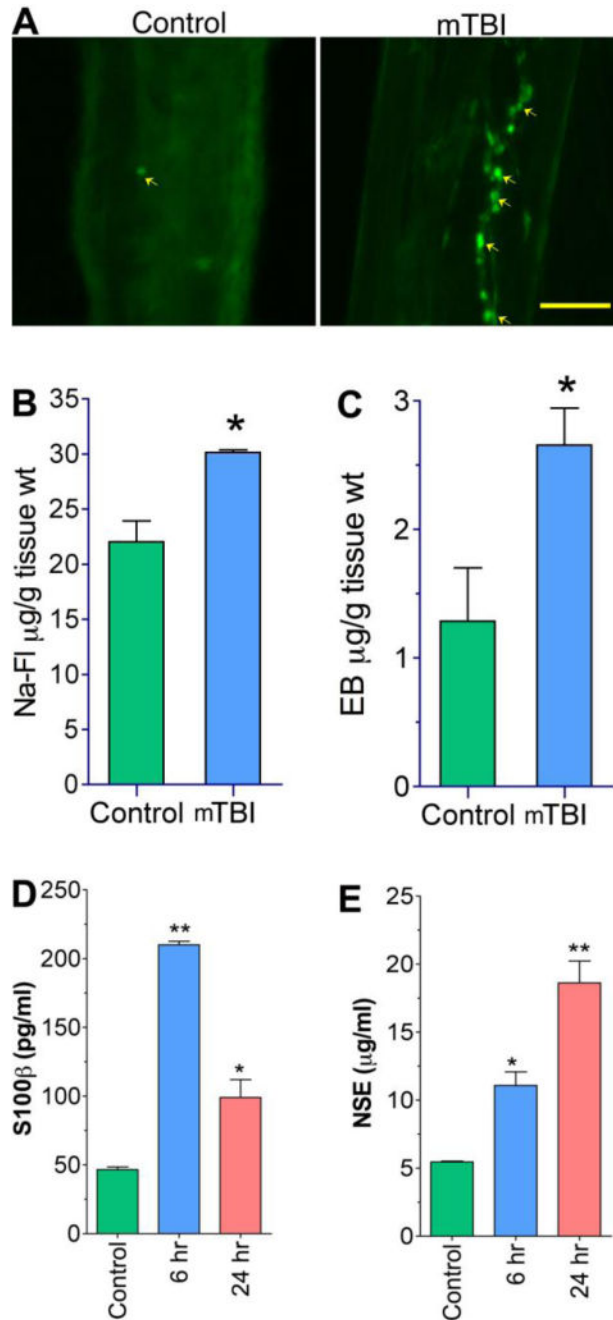 A
Control
mTBI
B
Na-Fl μg/g tissue wt
35
30
25
20
15
10
5
0
Control
mTBI
*
C
EB μg/g tissue wt
3
2
1
0
Control
mTBI
*
D
S100β (pg/ml)
250
200
150
100
50
0
Control
6 hr
24 hr
**
*
E
NSE (μg/ml)
25
20
15
10
5
0
Control
6 hr
24 hr
*
**